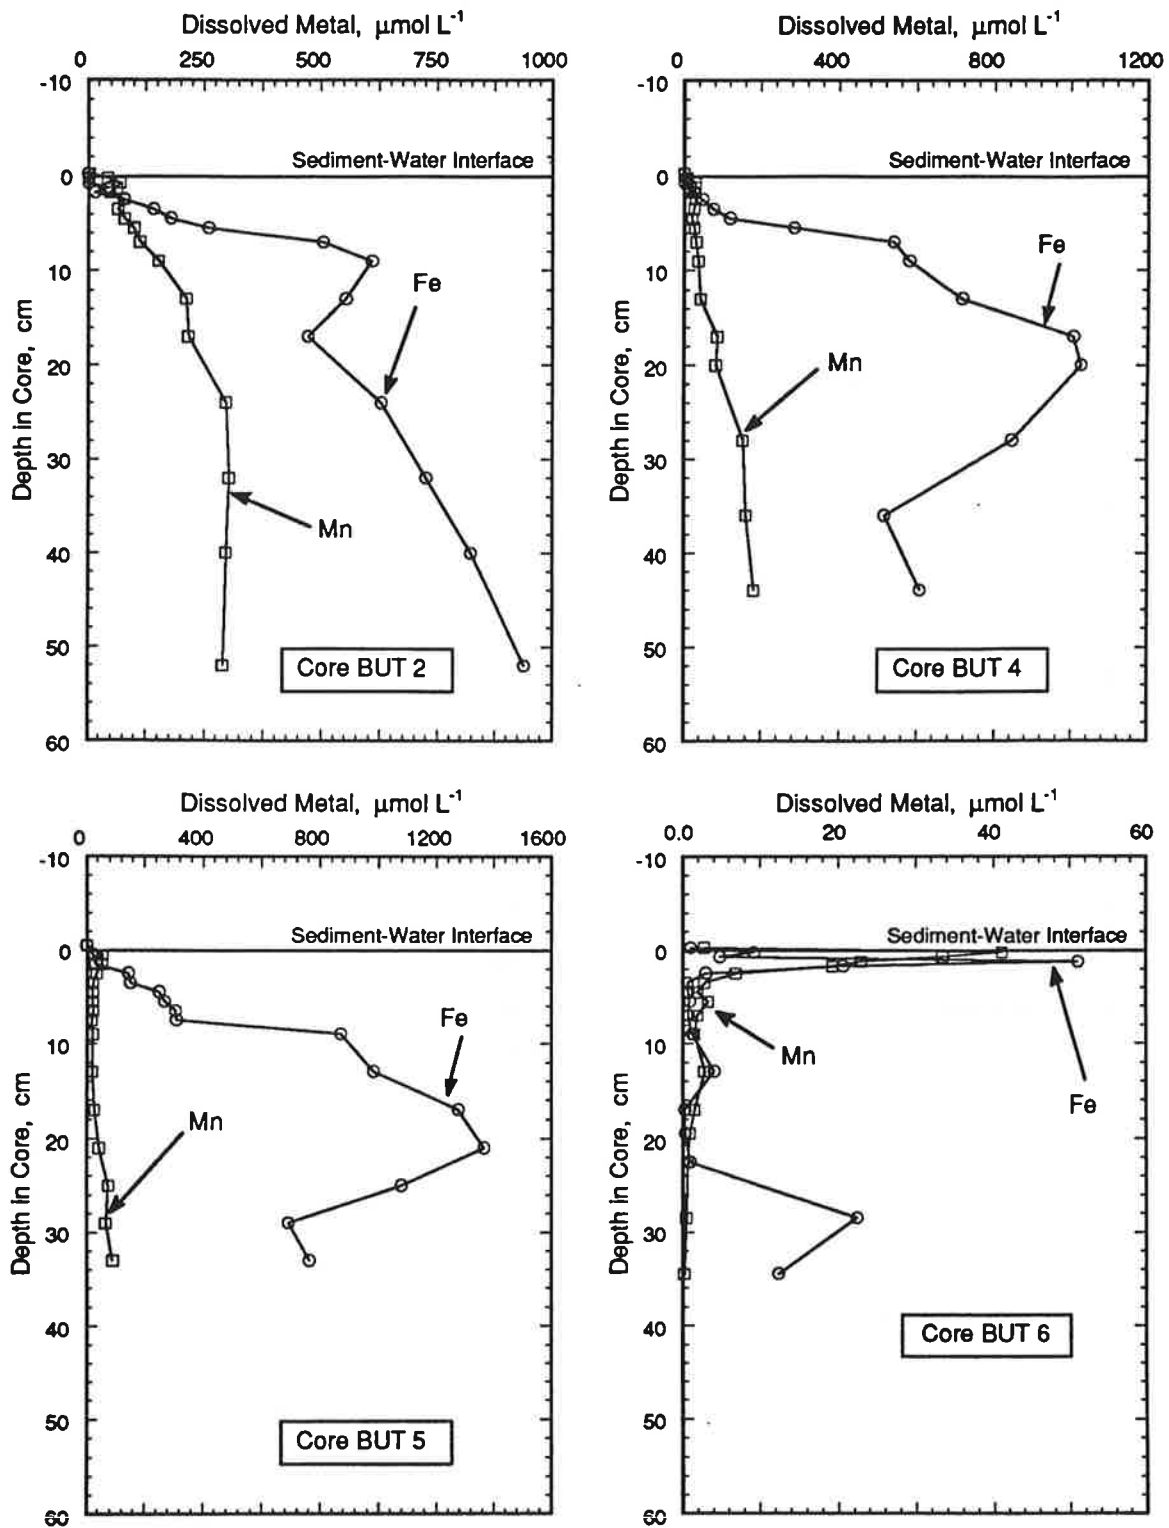 Dissolved Metal, μmol L-1
0 250 500 750 1000
-10
0
10
20
30
40
50
60
Depth in Core, cm
Sediment-Water Interface
Fe
Mn
Core BUT 2
Dissolved Metal, μmol L-1
0 400 800 1200
-10
0
10
20
30
40
50
60
Depth in Core, cm
Sediment-Water Interface
Fe
Mn
Core BUT 4
Dissolved Metal, μmol L-1
0 400 800 1200 1600
-10
0
10
20
30
40
50
60
Depth in Core, cm
Sediment-Water Interface
Fe
Mn
Core BUT 5
Dissolved Metal, μmol L-1
0.0 20 40 60
-10
0
10
20
30
40
50
60
Depth in Core, cm
Sediment-Water Interface
Mn
Fe
Core BUT 6